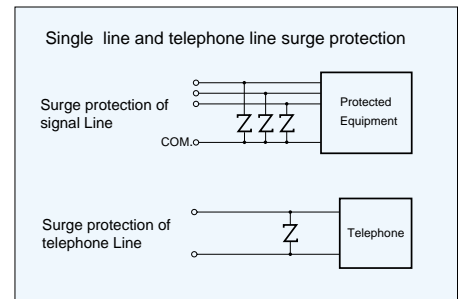 Single line and telephone line surge protection
Surge protection of
signal Line
COM.
Protected
Equipment
Surge protection of
telephone Line
Telephone